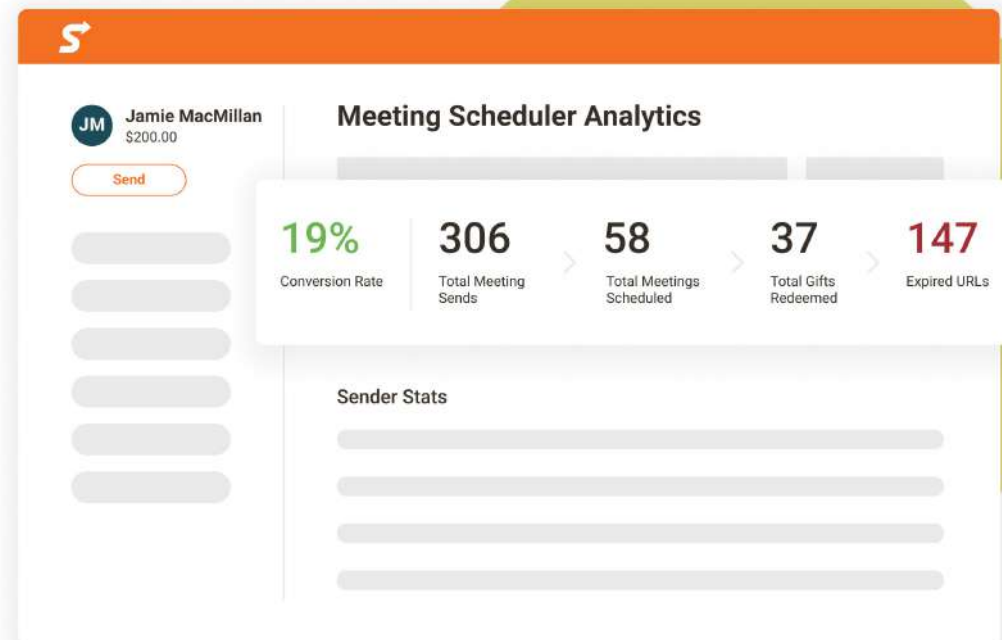 S
JM
Jamie MacMillan
$200.00
Send
Meeting Scheduler Analytics
19%
Conversion Rate
306
Total Meeting
Sends
58
Total Meetings
Scheduled
37
Total Gifts
Redeemed
147
Expired URLs
Sender Stats